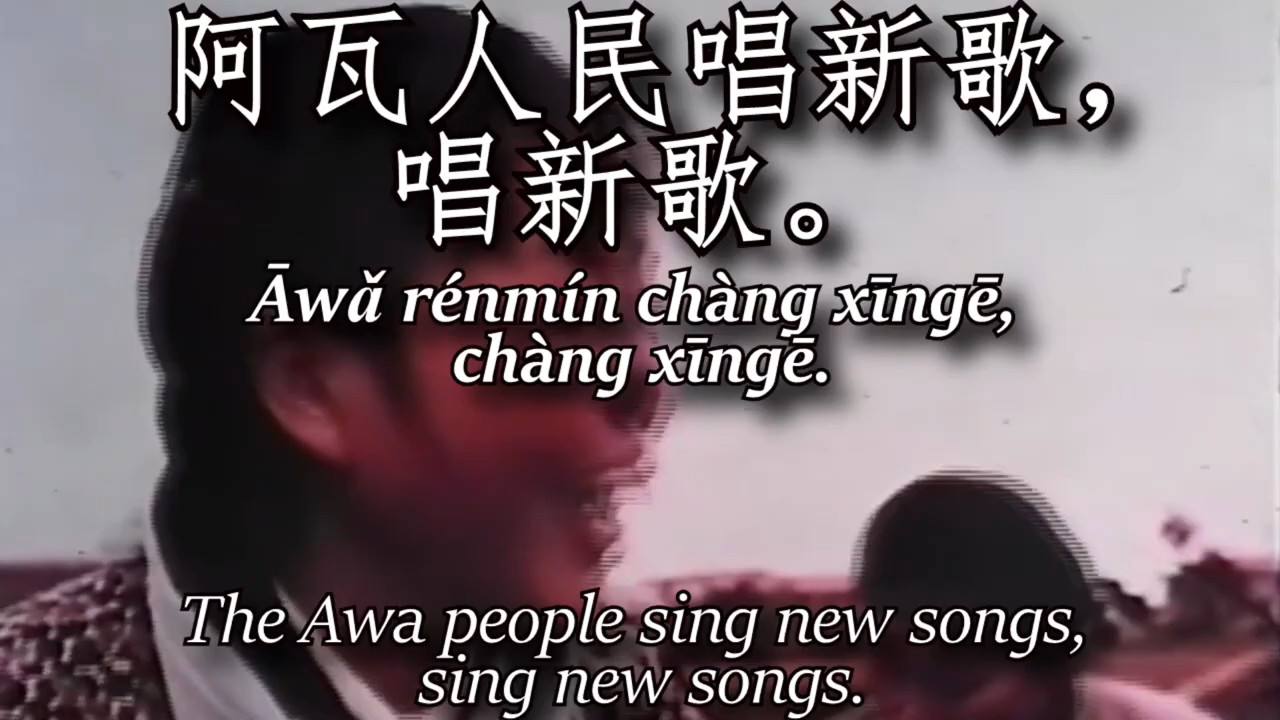 阿瓦人民唱新歌，
唱新歌。
Āwǎ rénmín chàng xīngē,
chàng xīngē.
The Awa people sing new songs,
sing new songs.